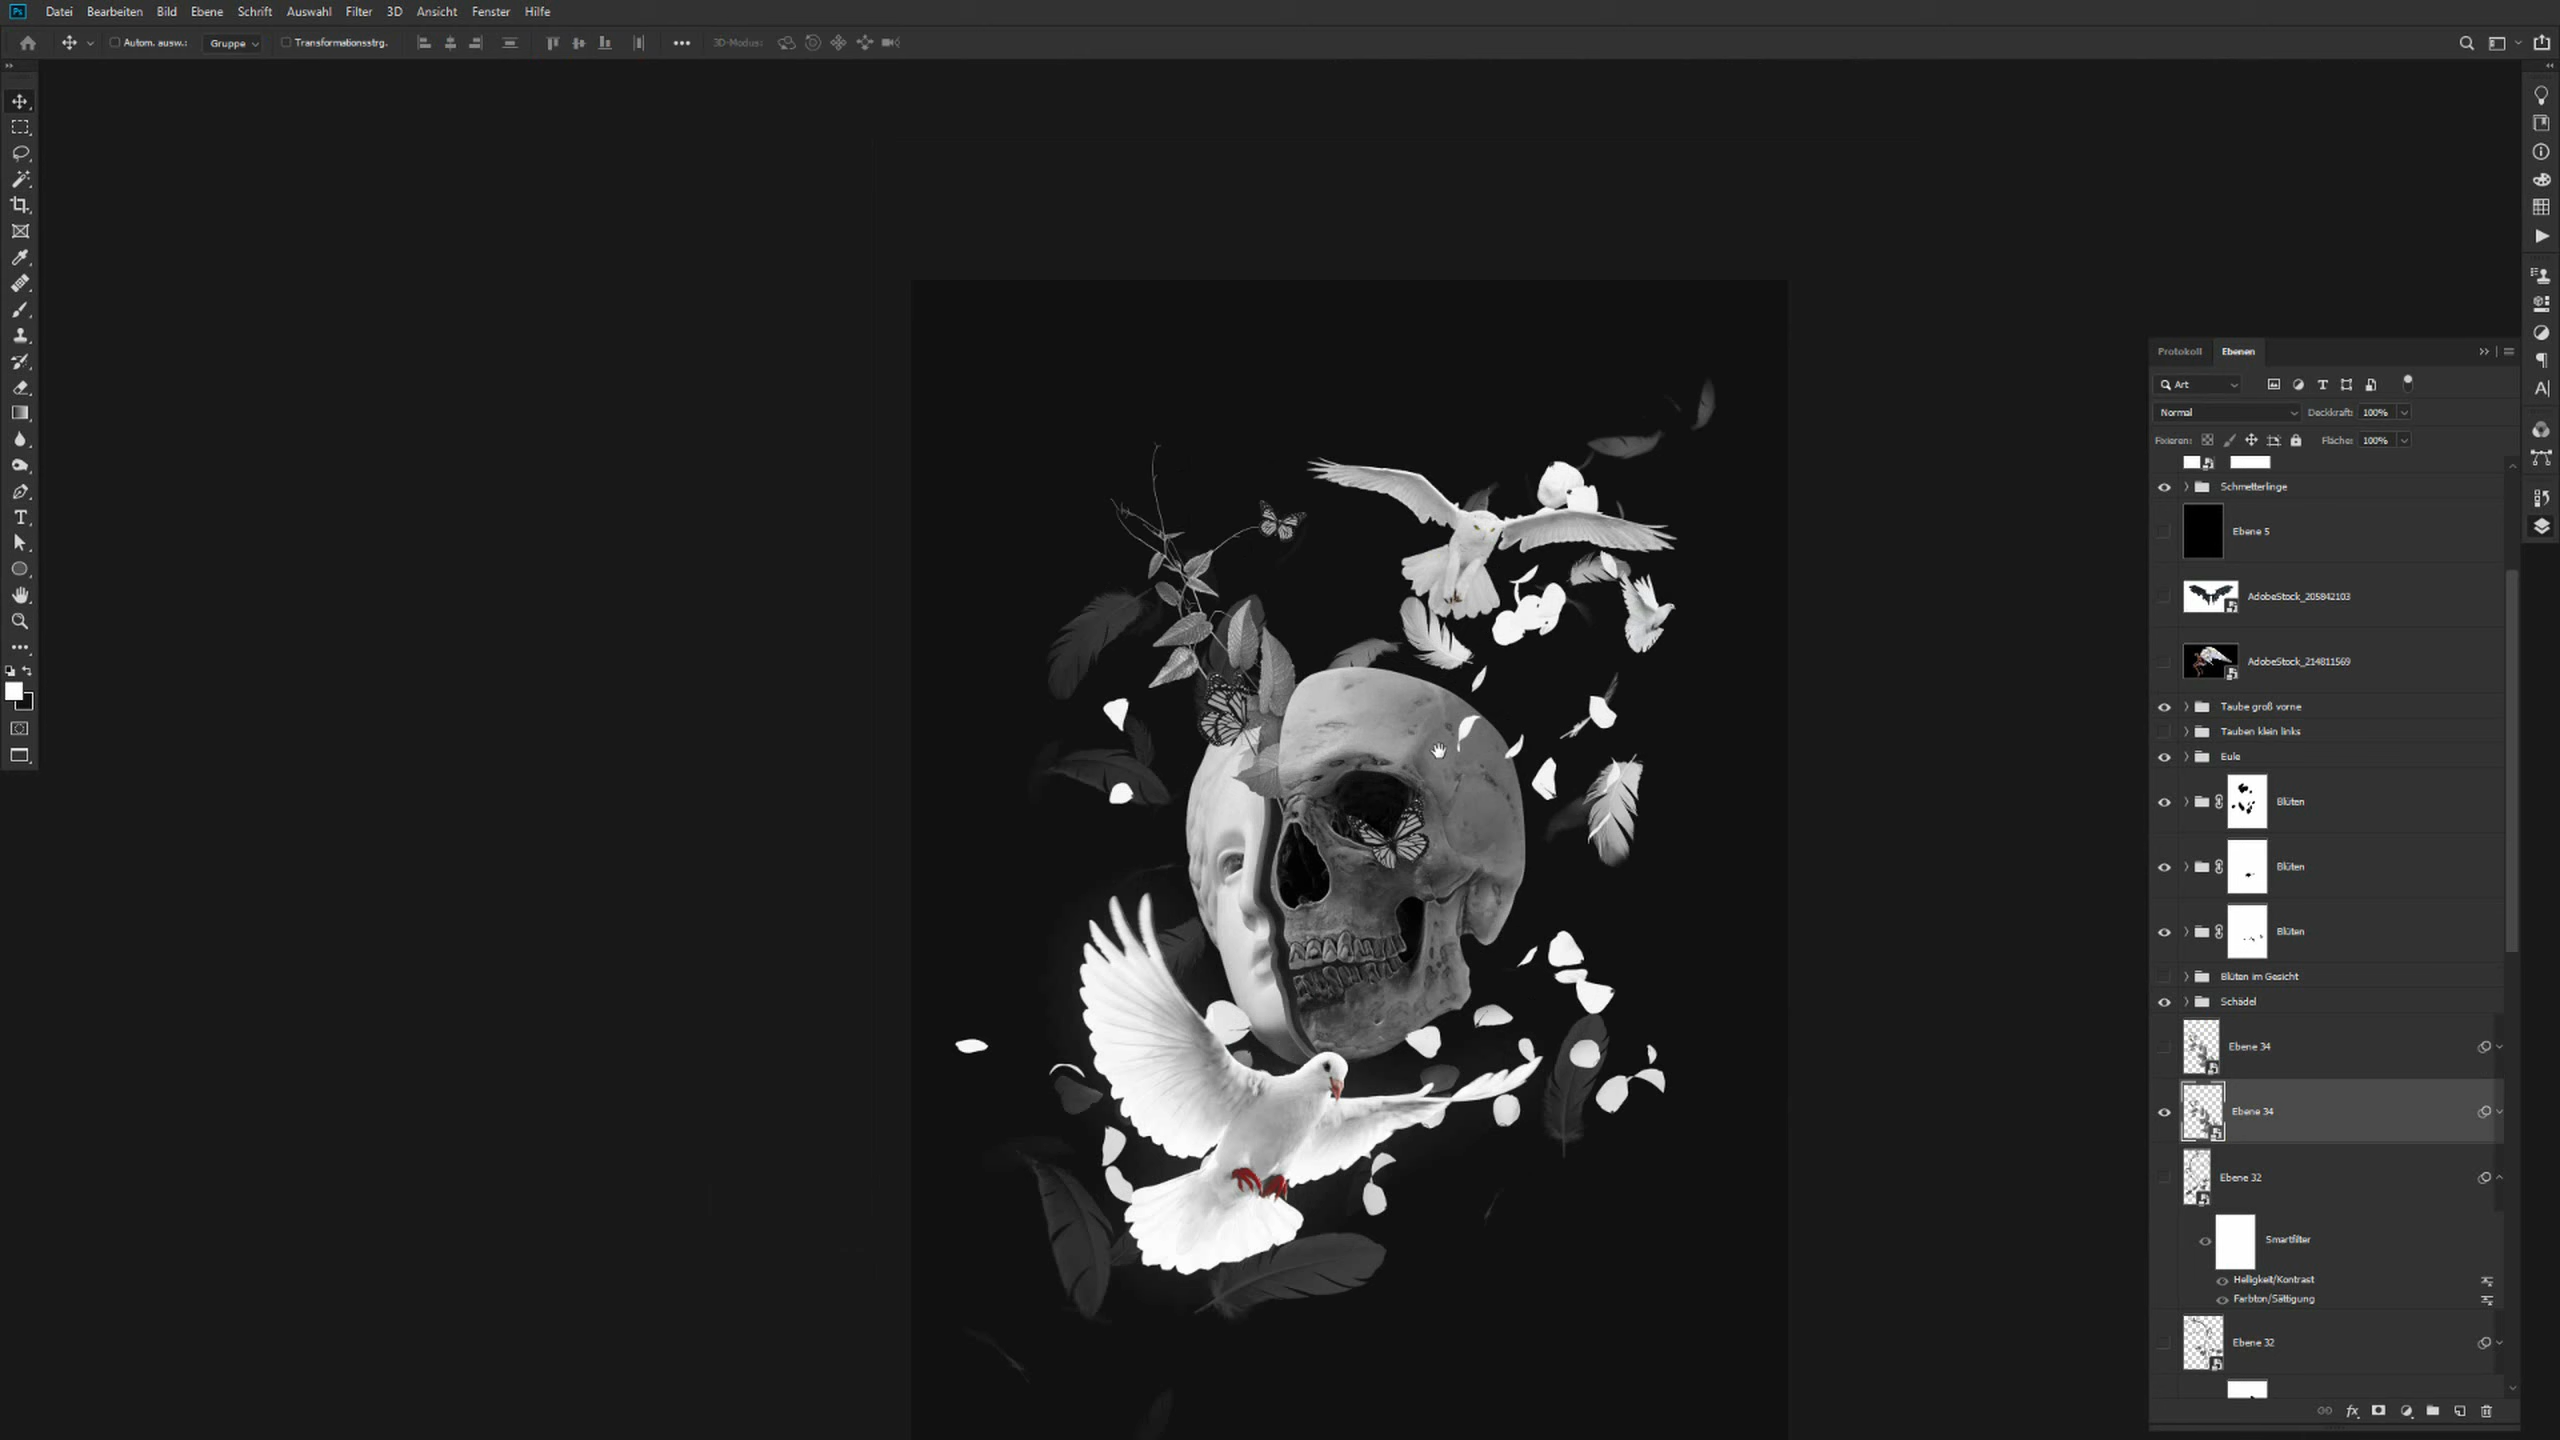 Ps Datei Bearbeiten Bild Ebene Schrift Auswahl Filter 3D Ansicht Fenster Hilfe
Autom. ausw.: Gruppe Transformationsstrg. 3D-Modus:
Protokoll Ebenen
Art
Normal Deckkraft: 100%
Fixieren: Fläche: 100%
Schmetterlinge
Ebene 5
AdobeStock_205842103
AdobeStock_214811569
Taube groß vorne
Tauben klein links
Eule
Blüten
Blüten
Blüten
Blüten im Gesicht
Schädel
Ebene 34
Ebene 34
Ebene 32
Smartfilter
Helligkeit/Kontrast
Farbton/Sättigung
Ebene 32